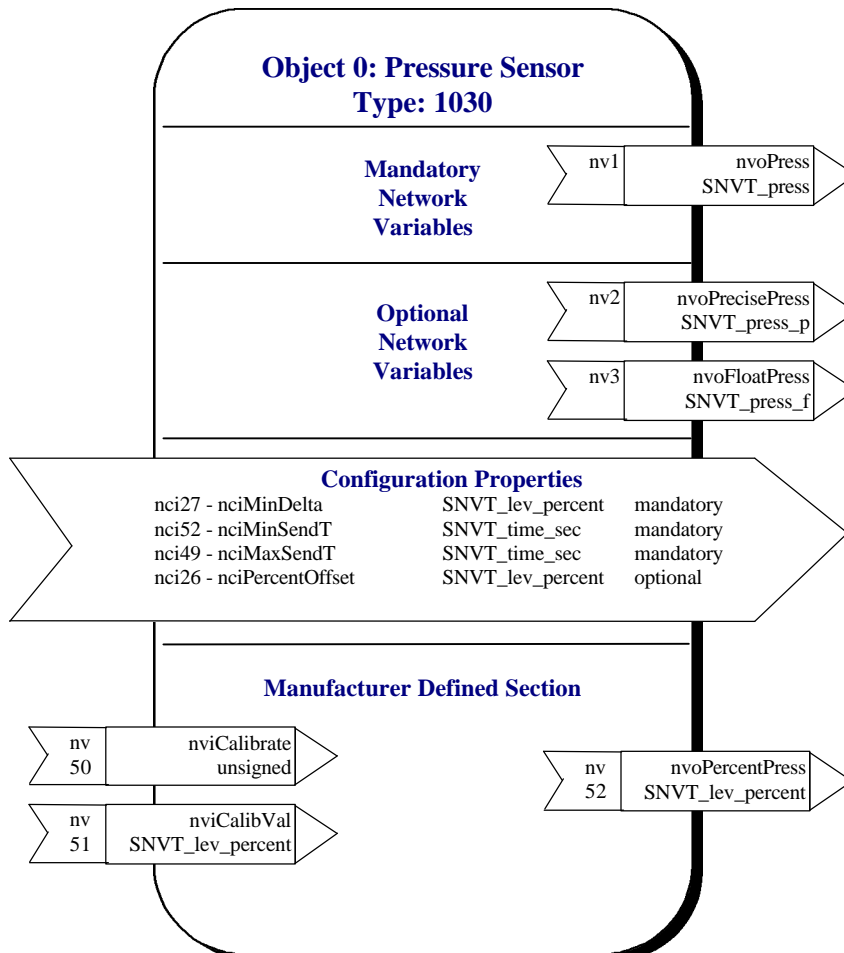 Object 0: Pressure Sensor
Type: 1030
Mandatory
Network
Variables
nv1
nvoPress
SNVT_press
Optional
Network
Variables
nv2
nvoPrecisePress
SNVT_press_p
nv3
nvoFloatPress
SNVT_press_f
Configuration Properties
nci27 - nciMinDelta SNVT_lev_percent mandatory
nci52 - nciMinSendT SNVT_time_sec mandatory
nci49 - nciMaxSendT SNVT_time_sec mandatory
nci26 - nciPercentOffset SNVT_lev_percent optional
Manufacturer Defined Section
nv
50
nviCalibrate
unsigned
nv
51
nviCalibVal
SNVT_lev_percent
nv
52
nvoPercentPress
SNVT_lev_percent